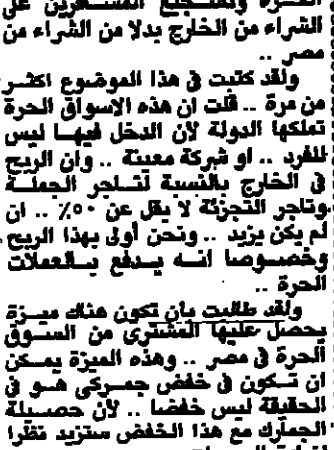 وتشجيع المسافرين على
الشراء من الخارج بدلا من الشراء من
مصر ..
ولقد كتبت في هذا الموضوع اكثر
من مرة .. قلت ان هذه الاسواق الحرة
تملكها الدولة لأن الدخل فيها ليس
للفرد .. او شركة معينة .. وان الربح
في الخارج بالنسبة لتاجر الجملة
وتاجر التجزئة لا يقل عن ٥٠٪ .. ان
لم يكن يزيد .. ونحن أولى بهذا الربح
وخصوصا انه يدفع بالعملات
الحرة ..
ولقد طالبت بأن تكون هناك ميزة
يحصل عليها المشترى من السوق
الحرة في مصر .. وهذه الميزة يمكن
ان تكون في خفض جمركي هو في
الحقيقة ليس خفضا .. لأن حصيلة
الجمارك مع هذا الخفض ستزيد نظرا